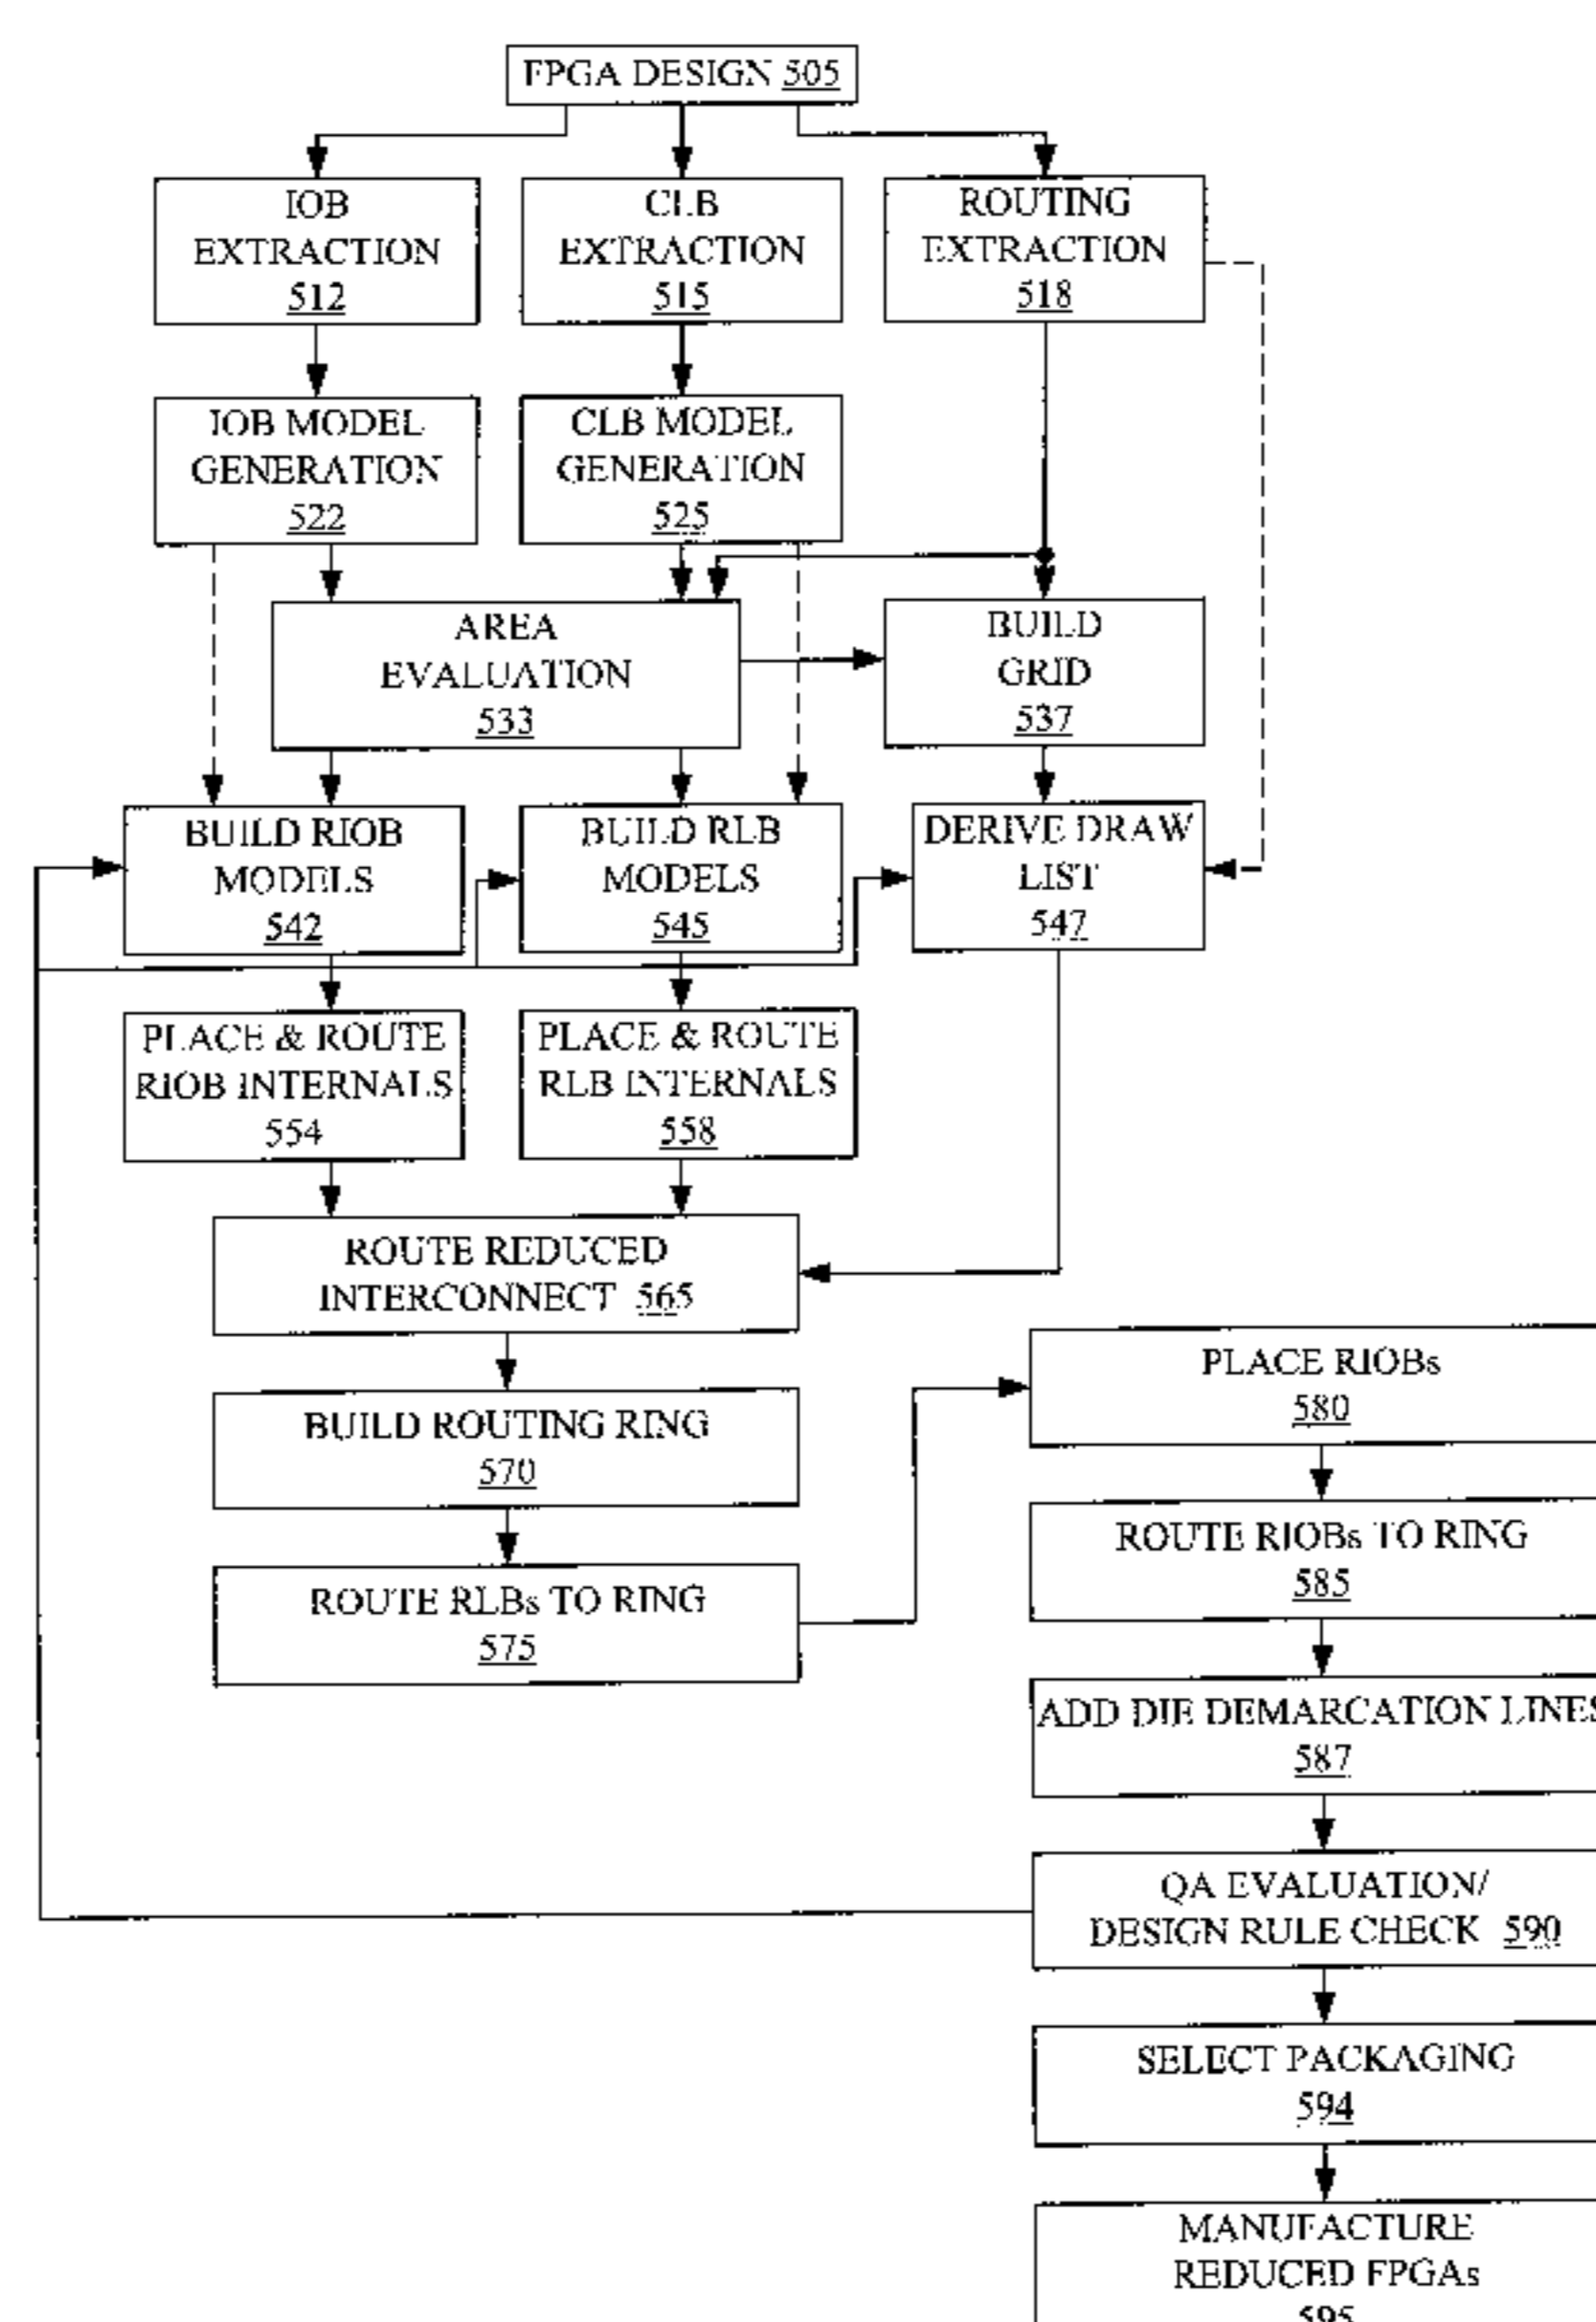 FPGA DESIGN 505
IOB
EXTRACTION
512
CLB
EXTRACTION
515
ROUTING
EXTRACTION
518
IOB MODEL
GENERATION
522
CLB MODEL
GENERATION
525
AREA
EVALUATION
533
BUILD
GRID
537
BUILD RIOB
MODELS
542
BUILD RLB
MODELS
545
DERIVE DRAW
LIST
547
PLACE & ROUTE
RIOB INTERNALS
554
PLACE & ROUTE
RLB INTERNALS
558
ROUTE REDUCED
INTERCONNECT 565
BUILD ROUTING RING
570
ROUTE RLBs TO RING
575
PLACE RIOBs
580
ROUTE RIOBs TO RING
585
ADD DIE DEMARCATION LINES
587
QA EVALUATION/
DESIGN RULE CHECK 590
SELECT PACKAGING
594
MANUFACTURE
REDUCED FPGAs
595